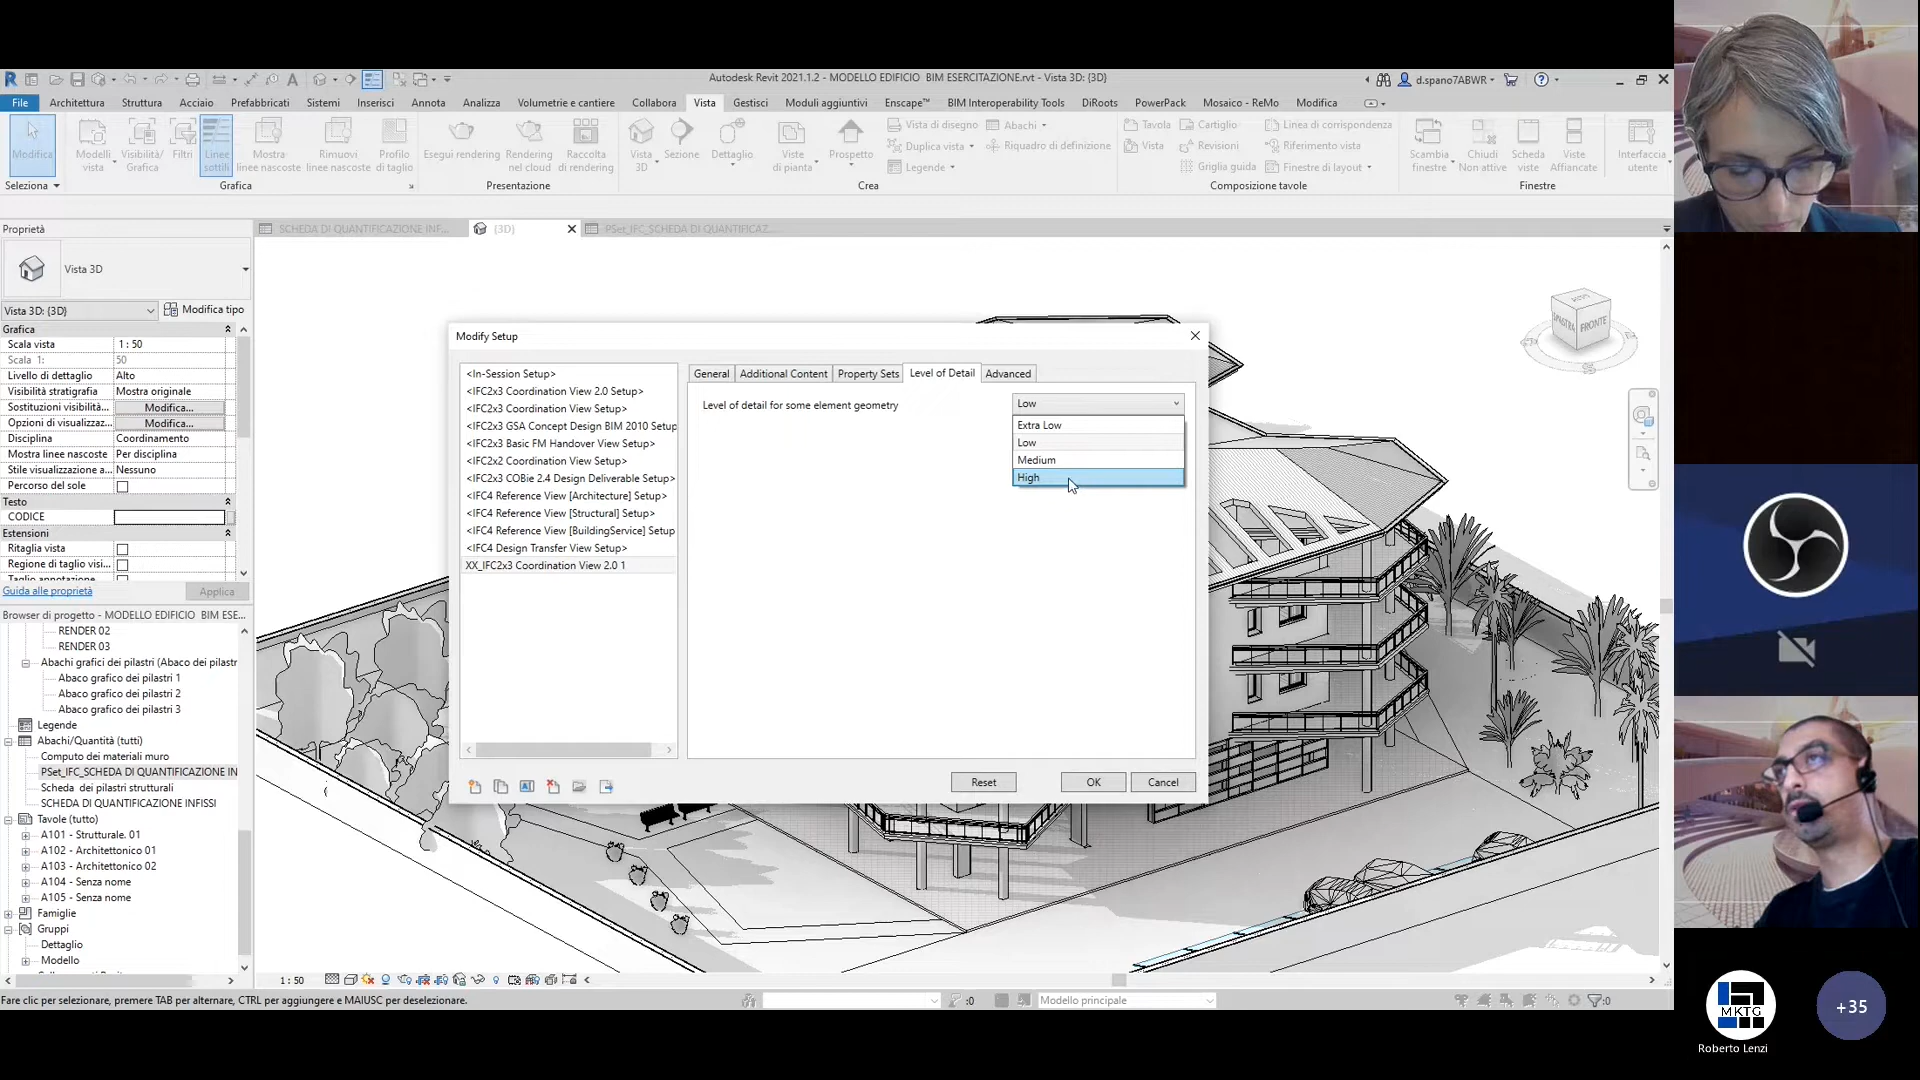 Autodesk Revit 2021.1.2 - MODELLO EDIFICIO BIM ESERCITAZIONE.rvt - Vista 3D: {3D}
d.spano7ABWR
File Architettura Struttura Acciaio Prefabbricati Sistemi Inserisci Annota Analizza Volumetrie e cantiere Collabora Vista Gestisci Moduli aggiuntivi Enscape™ BIM Interoperability Tools DiRoots PowerPack Mosaico - ReMo Modifica
Modifica
Modelli vista
Visibilità/ Grafica
Filtri
Linee sottili
Mostra linee nascoste
Rimuovi linee nascoste
Profilo di taglio
Esegui rendering
Rendering nel cloud
Raccolta di rendering
Vista 3D
Sezione
Dettaglio
Viste di pianta
Prospetto
Vista di disegno
Duplica vista
Legende
Abachi
Riquadro di definizione
Tavola
Vista
Cartiglio
Revisioni
Griglia guida
Linea di corrispondenza
Riferimento vista
Finestre di layout
Scambia finestre
Chiudi Non attive
Scheda viste
Viste Affiancate
Interfaccia utente
Seleziona Grafica Presentazione Crea Composizione tavole Finestre
SCHEDA DI QUANTIFICAZIONE INF...
{3D}
PSet_IFC_SCHEDA DI QUANTIFICAZ...
Proprietà
Vista 3D
Vista 3D: {3D} Modifica tipo
Grafica
Scala vista 1 : 50
Scala 1: 50
Livello di dettaglio Alto
Visibilità stratigrafia Mostra originale
Sostituzioni visibilità... Modifica...
Opzioni di visualizzaz... Modifica...
Disciplina Coordinamento
Mostra linee nascoste Per disciplina
Stile visualizzazione a... Nessuno
Percorso del sole
Testo
CODICE
Estensioni
Ritaglia vista
Regione di taglio visi...
Taglio annotazione
Guida alle proprietà Applica
Browser di progetto - MODELLO EDIFICIO BIM ESE...
RENDER 02
RENDER 03
Abachi grafici dei pilastri (Abaco dei pilastr
Abaco grafico dei pilastri 1
Abaco grafico dei pilastri 2
Abaco grafico dei pilastri 3
Legende
Abachi/Quantità (tutti)
Computo dei materiali muro
PSet_IFC_SCHEDA DI QUANTIFICAZIONE IN
Scheda dei pilastri strutturali
SCHEDA DI QUANTIFICAZIONE INFISSI
Tavole (tutto)
A101 - Strutturale. 01
A102 - Architettonico 01
A103 - Architettonico 02
A104 - Senza nome
A105 - Senza nome
Famiglie
Gruppi
Dettaglio
Modello
Modify Setup
<In-Session Setup>
<IFC2x3 Coordination View 2.0 Setup>
<IFC2x3 Coordination View Setup>
<IFC2x3 GSA Concept Design BIM 2010 Setup
<IFC2x3 Basic FM Handover View Setup>
<IFC2x2 Coordination View Setup>
<IFC2x3 COBie 2.4 Design Deliverable Setup>
<IFC4 Reference View [Architecture] Setup>
<IFC4 Reference View [Structural] Setup>
<IFC4 Reference View [BuildingService] Setup
<IFC4 Design Transfer View Setup>
XX_IFC2x3 Coordination View 2.0 1
General Additional Content Property Sets Level of Detail Advanced
Level of detail for some element geometry Low
Extra Low
Low
Medium
High
Reset OK Cancel
FRONTE
1 : 50
Fare clic per selezionare, premere TAB per alternare, CTRL per aggiungere e MAIUSC per deselezionare.
:0
Modello principale
:0
MKTG
Roberto Lenzi
+35